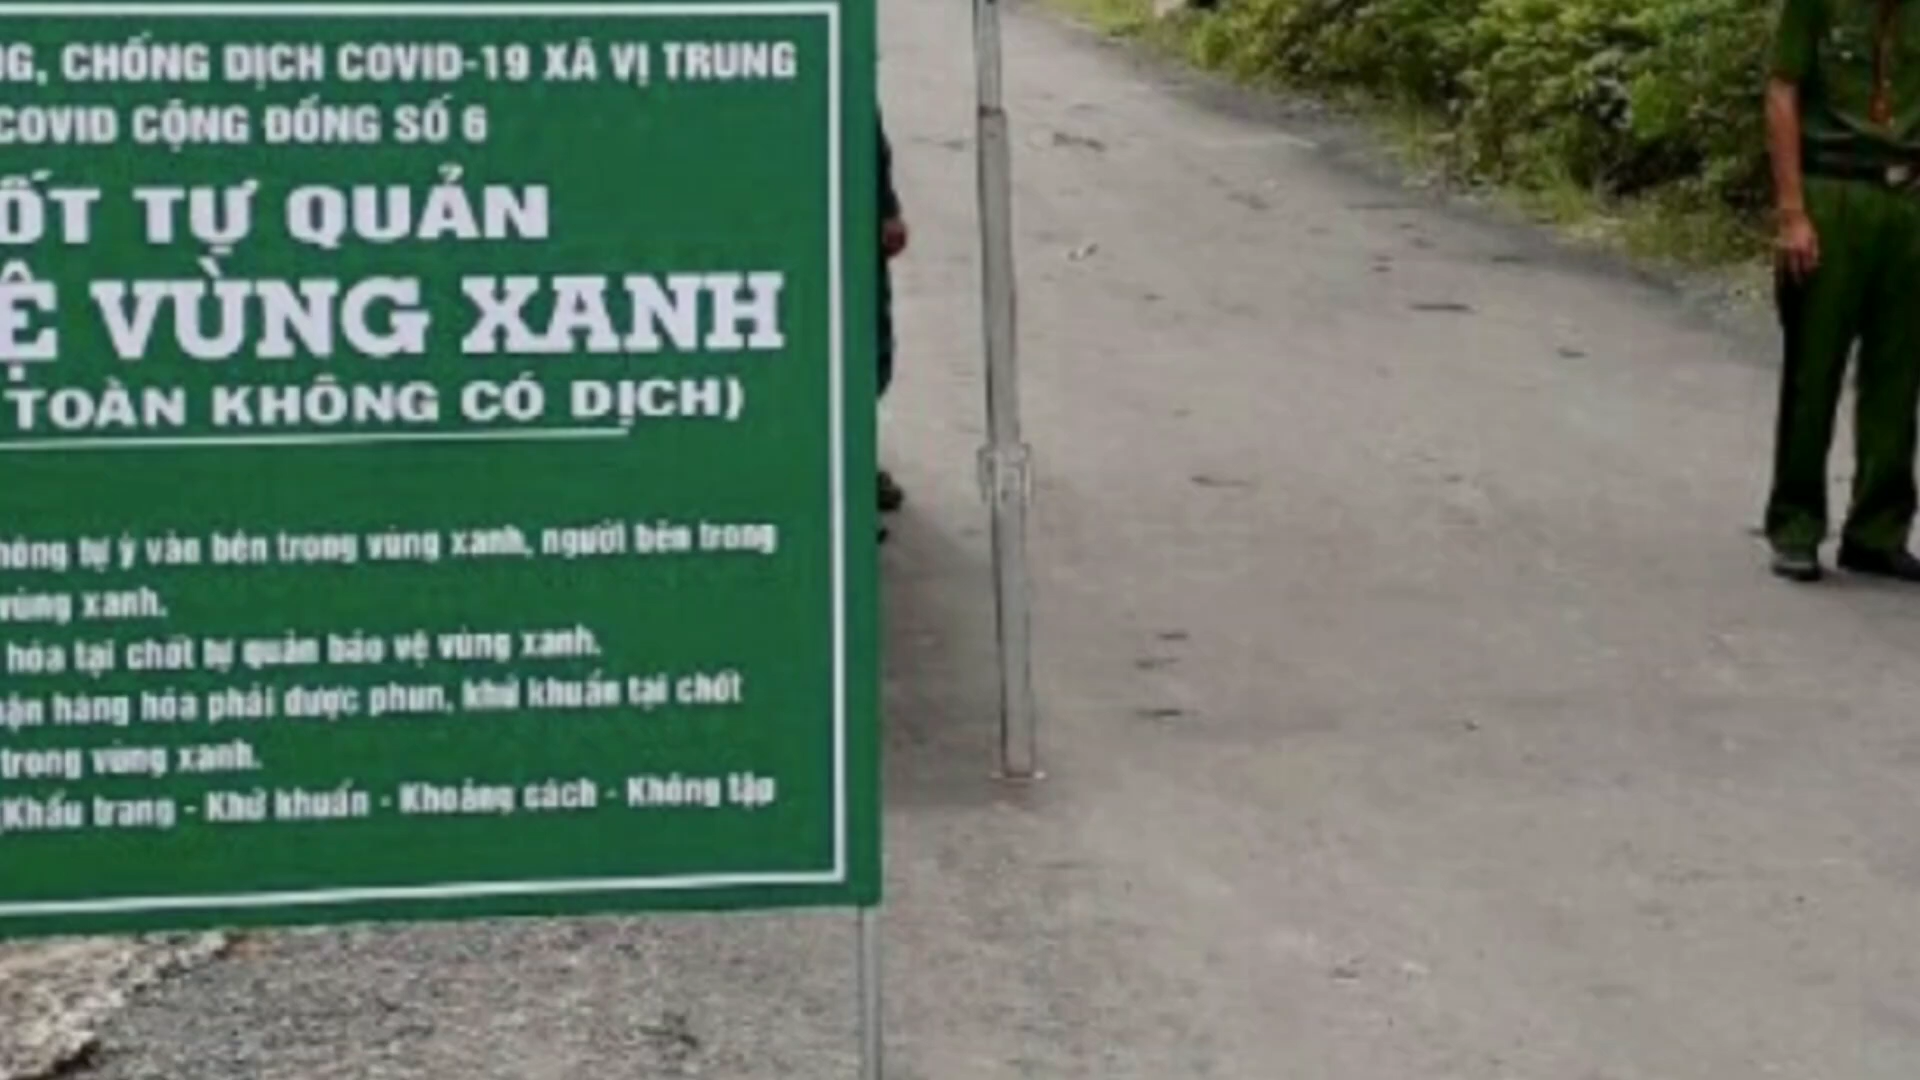 NG, CHỐNG DỊCH COVID-19 XÃ VỊ TRUNG
COVID CỘNG ĐỒNG SỐ 6
ỐT TỰ QUẢN
Ệ VÙNG XANH
TOÀN KHÔNG CÓ DỊCH)
hông tự ý vào bên trong vùng xanh, người bên trong
vùng xanh.
hóa tại chốt tự quản bảo vệ vùng xanh.
hận hàng hóa phải được phun, khử khuẩn tại chốt
trong vùng xanh.
Khẩu trang - Khử khuẩn - Khoảng cách - Không tập